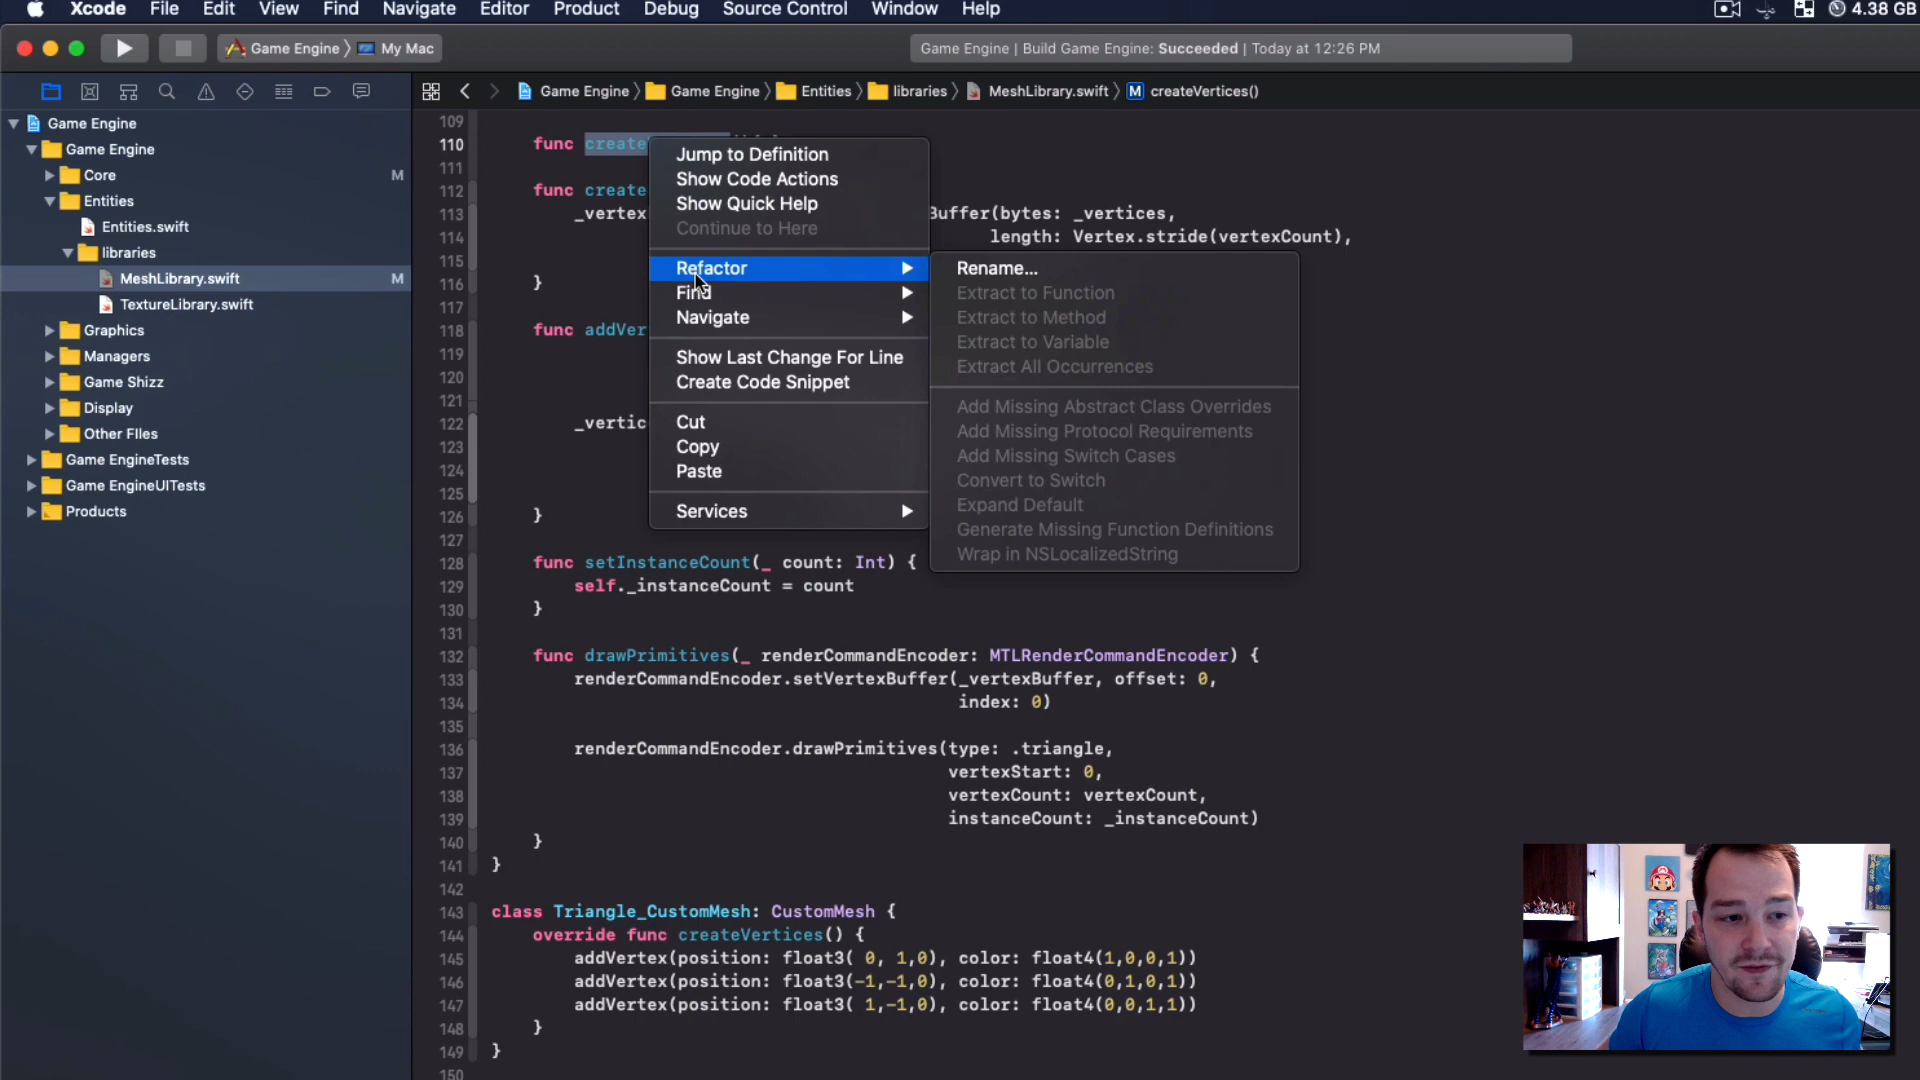 Xcode File Edit View Find Navigate Editor Product Debug Source Control Window Help 4.38 GB
Game Engine My Mac
Game Engine | Build Game Engine: Succeeded | Today at 12:26 PM
Game Engine Game Engine Entities libraries MeshLibrary.swift M createVertices()
Game Engine
Game Engine
Core M
Entities
Entities.swift
libraries
MeshLibrary.swift M
TextureLibrary.swift
Graphics
Managers
Game Shizz
Display
Other FIles
Game EngineTests
Game EngineUITests
Products
109
110 func create
111
112 func create
113 _vertex Buffer(bytes: _vertices,
114 length: Vertex.stride(vertexCount),
115
116 }
117
118 func addVer
119
120
121
122 _vertic
123
124
125
126 }
127
128 func setInstanceCount(_ count: Int) {
129 self._instanceCount = count
130 }
131
132 func drawPrimitives(_ renderCommandEncoder: MTLRenderCommandEncoder) {
133 renderCommandEncoder.setVertexBuffer(_vertexBuffer, offset: 0,
134 index: 0)
135
136 renderCommandEncoder.drawPrimitives(type: .triangle,
137 vertexStart: 0,
138 vertexCount: vertexCount,
139 instanceCount: _instanceCount)
140 }
141 }
142
143 class Triangle_CustomMesh: CustomMesh {
144 override func createVertices() {
145 addVertex(position: float3( 0, 1,0), color: float4(1,0,0,1))
146 addVertex(position: float3(-1,-1,0), color: float4(0,1,0,1))
147 addVertex(position: float3( 1,-1,0), color: float4(0,0,1,1))
148 }
149 }
150
Jump to Definition
Show Code Actions
Show Quick Help
Continue to Here
Refactor
Find
Navigate
Show Last Change For Line
Create Code Snippet
Cut
Copy
Paste
Services
Rename...
Extract to Function
Extract to Method
Extract to Variable
Extract All Occurrences
Add Missing Abstract Class Overrides
Add Missing Protocol Requirements
Add Missing Switch Cases
Convert to Switch
Expand Default
Generate Missing Function Definitions
Wrap in NSLocalizedString